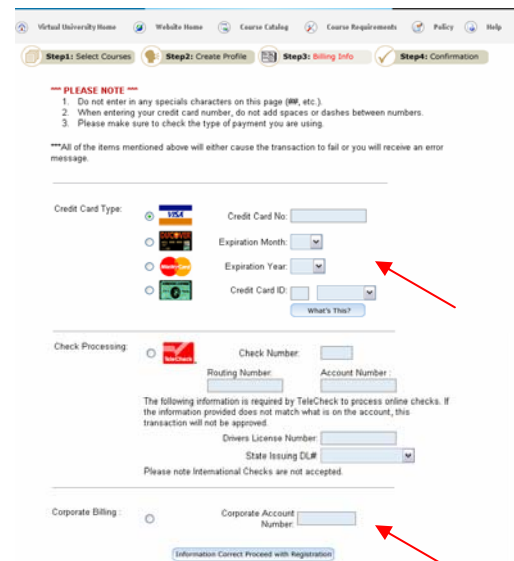 Virtual University Home Website Home Course Catalog Course Requirements Policy Help
Step1: Select Courses Step2: Create Profile Step3: Billing Info Step4: Confirmation
*** PLEASE NOTE ***
1. Do not enter in any specials characters on this page (##, etc.).
2. When entering your credit card number, do not add spaces or dashes between numbers.
3. Please make sure to check the type of payment you are using.
***All of the items mentioned above will either cause the transaction to fail or you will receive an error
message.
Credit Card Type: VISA Credit Card No:
DISCOVER Expiration Month:
MasterCard Expiration Year:
Credit Card ID:
What's This?
Check Processing: TeleCheck Check Number:
Routing Number: Account Number :
The following information is required by TeleCheck to process online checks. If
the information provided does not match what is on the account, this
transaction will not be approved.
Drivers License Number:
State Issuing DL#
Please note International Checks are not accepted.
Corporate Billing : Corporate Account
Number:
Information Correct Proceed with Registration